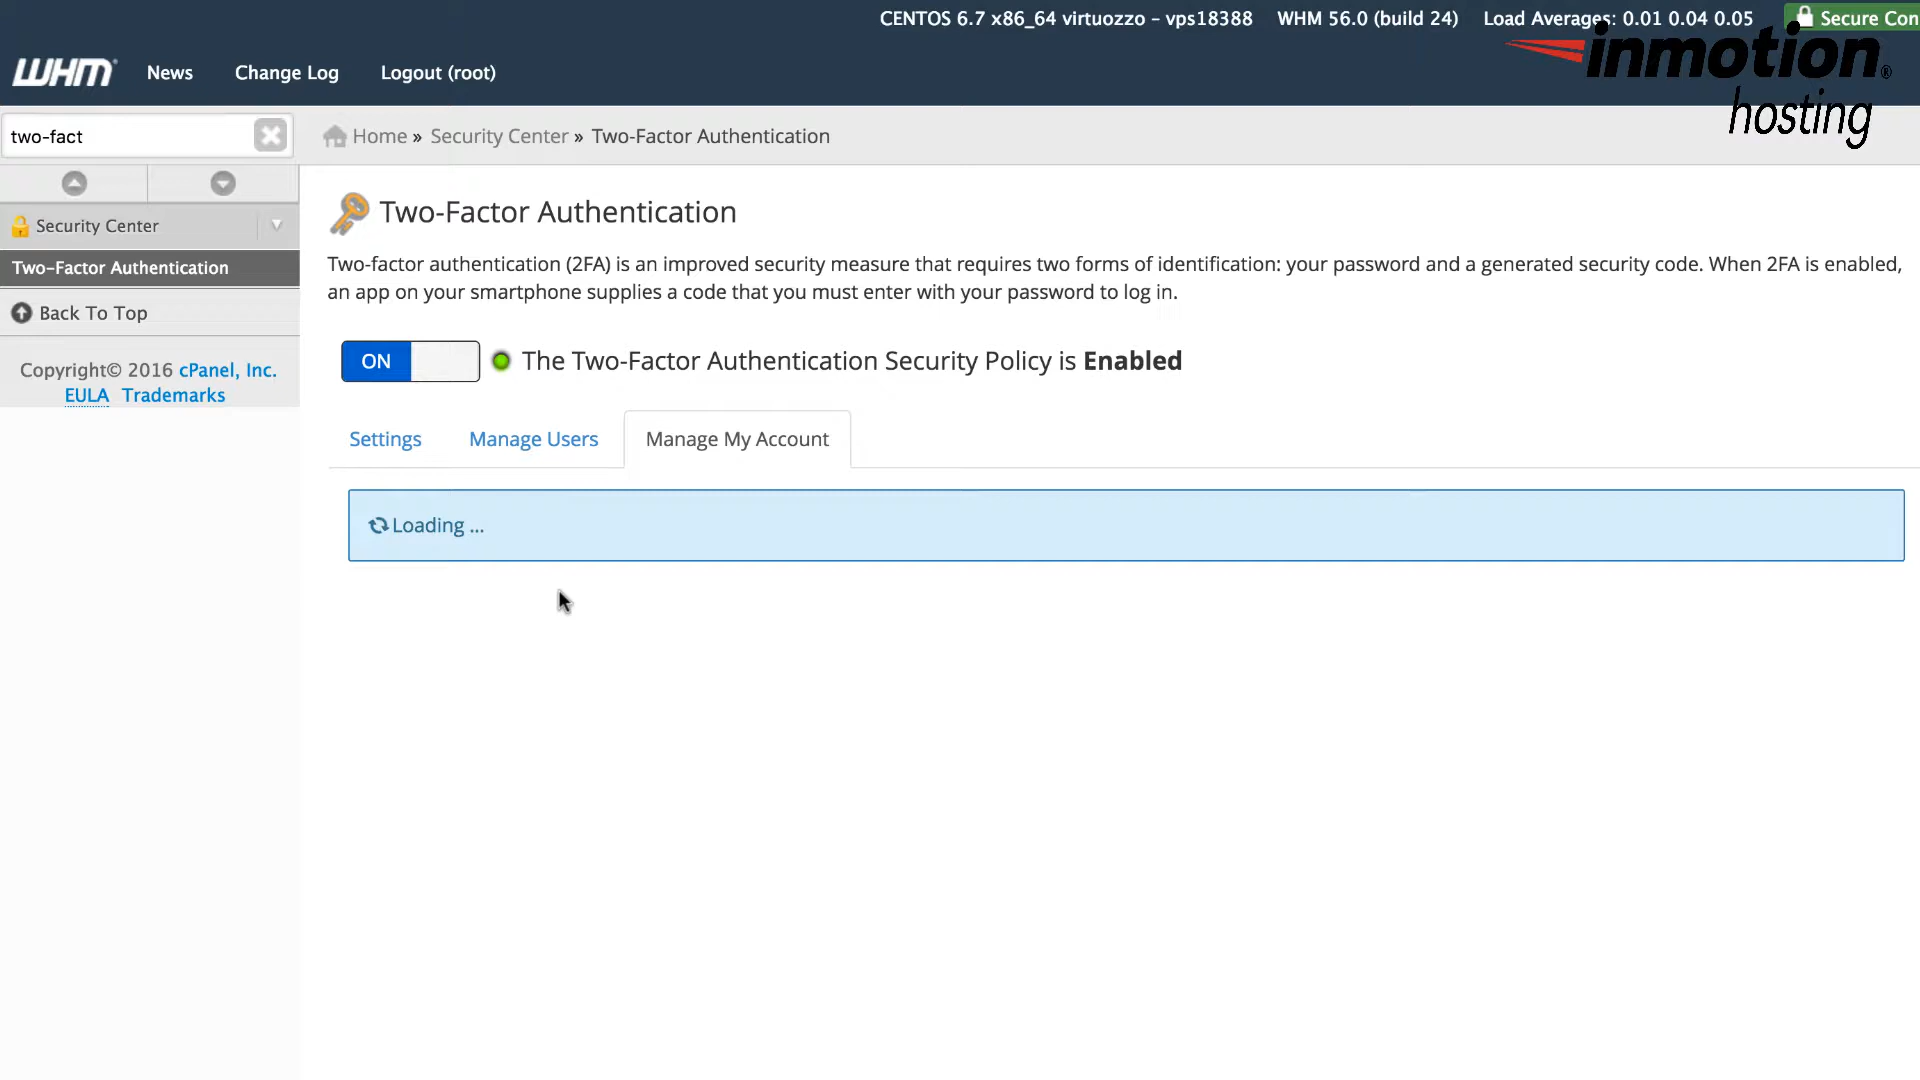 CENTOS 6.7 x86_64 virtuozzo – vps18388 WHM 56.0 (build 24) Load Averages: 0.01 0.04 0.05 Secure Con
inmotion®
hosting
WHM News Change Log Logout (root)
two-fact
Home » Security Center » Two-Factor Authentication
Security Center
Two-Factor Authentication
Back To Top
Copyright© 2016 cPanel, Inc.
EULA Trademarks
Two-Factor Authentication
Two-factor authentication (2FA) is an improved security measure that requires two forms of identification: your password and a generated security code. When 2FA is enabled,
an app on your smartphone supplies a code that you must enter with your password to log in.
ON The Two-Factor Authentication Security Policy is Enabled
Settings Manage Users Manage My Account
Loading ...